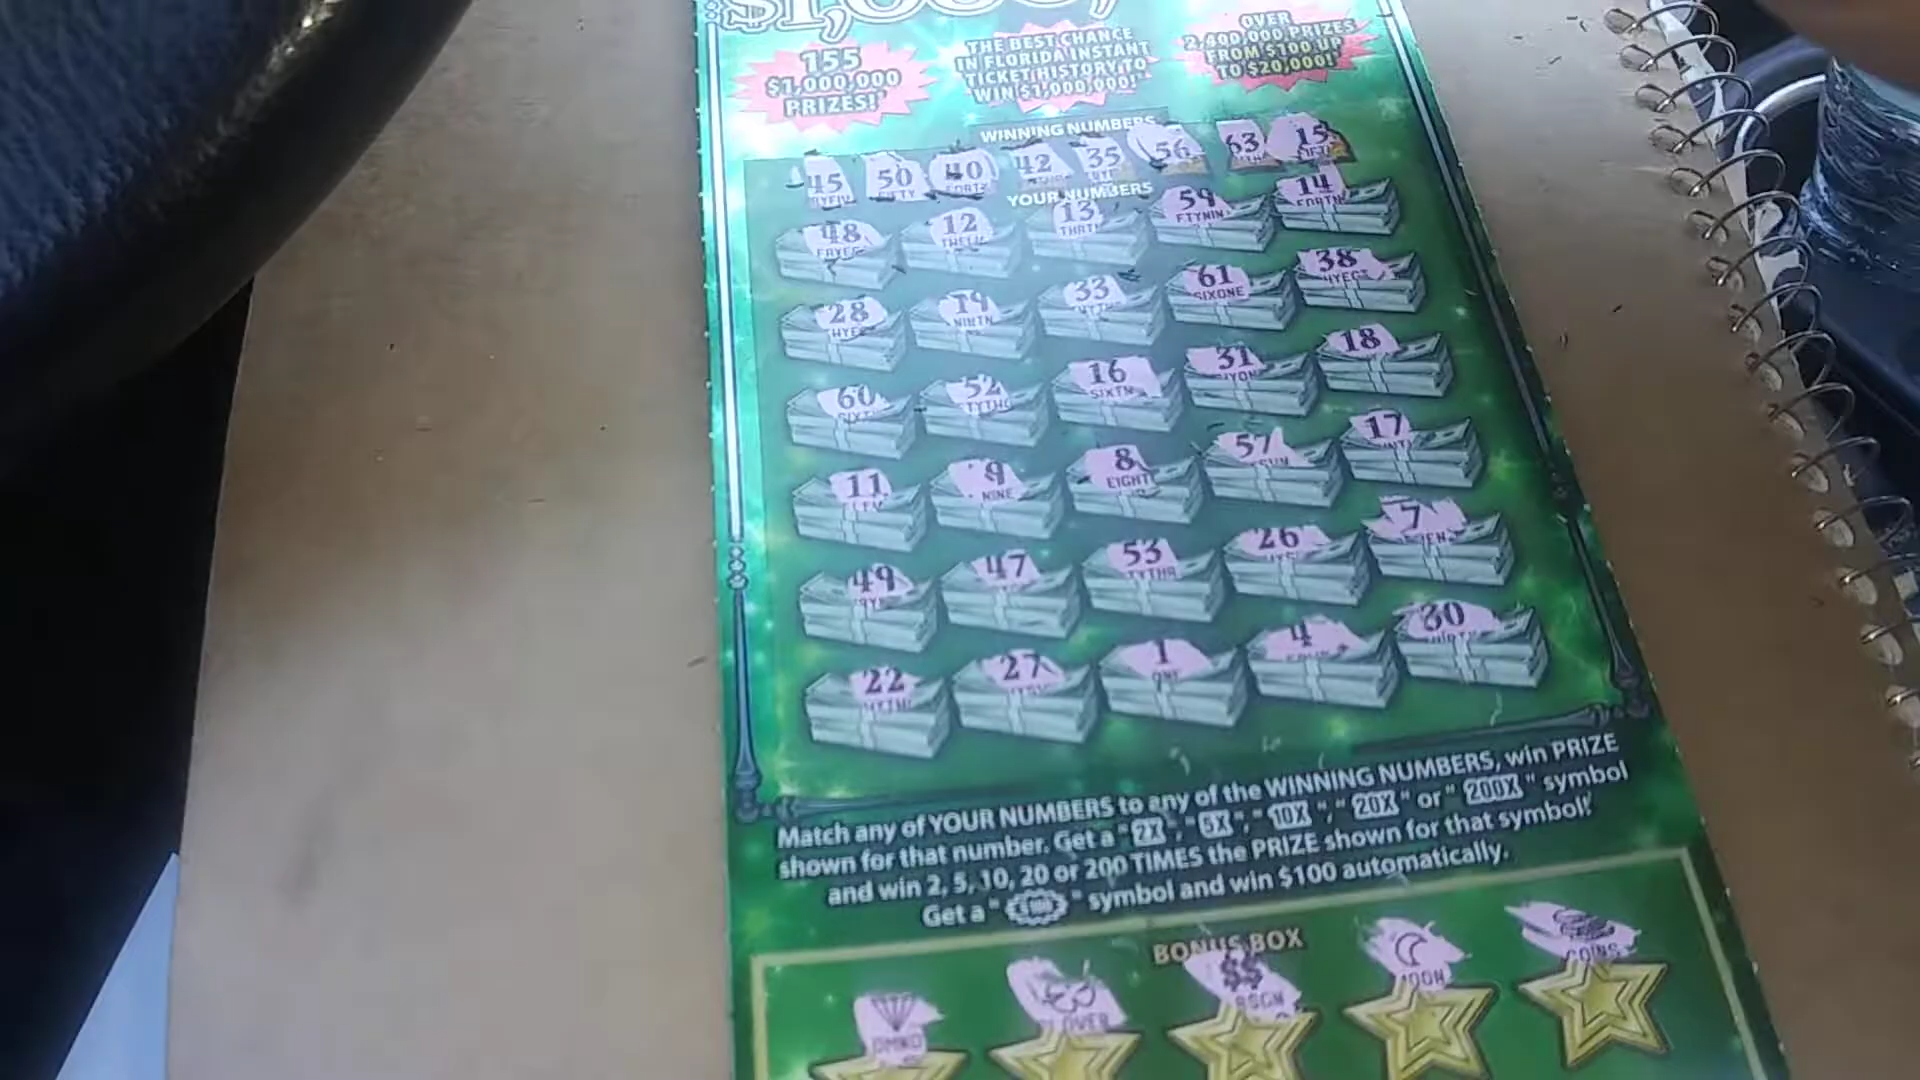 $1,000,
155
$1,000,000
PRIZES!
THE BEST CHANCE
IN FLORIDA INSTANT
TICKET HISTORY TO
WIN $1,000,000!
OVER
2,400,000 PRIZES
FROM $100 UP
TO $20,000!
WINNING NUMBERS
45 50 40 42 35 56 63 15
YOUR NUMBERS
48 12 13 59 14
28 19 33 61 38
NINTN SIXONE
60 52 16 31 18
SIXTN
11 9 8 57 17
NINE EIGHT
49 47 53 26 7
22 27 1 4 30
ONE
Match any of YOUR NUMBERS to any of the WINNING NUMBERS, win PRIZE
shown for that number. Get a "2X", "5X", "10X", "20X" or "200X" symbol
and win 2, 5, 10, 20 or 200 TIMES the PRIZE shown for that symbol!
Get a "$100" symbol and win $100 automatically.
BONUS BOX
$$
DMND MOON COINS